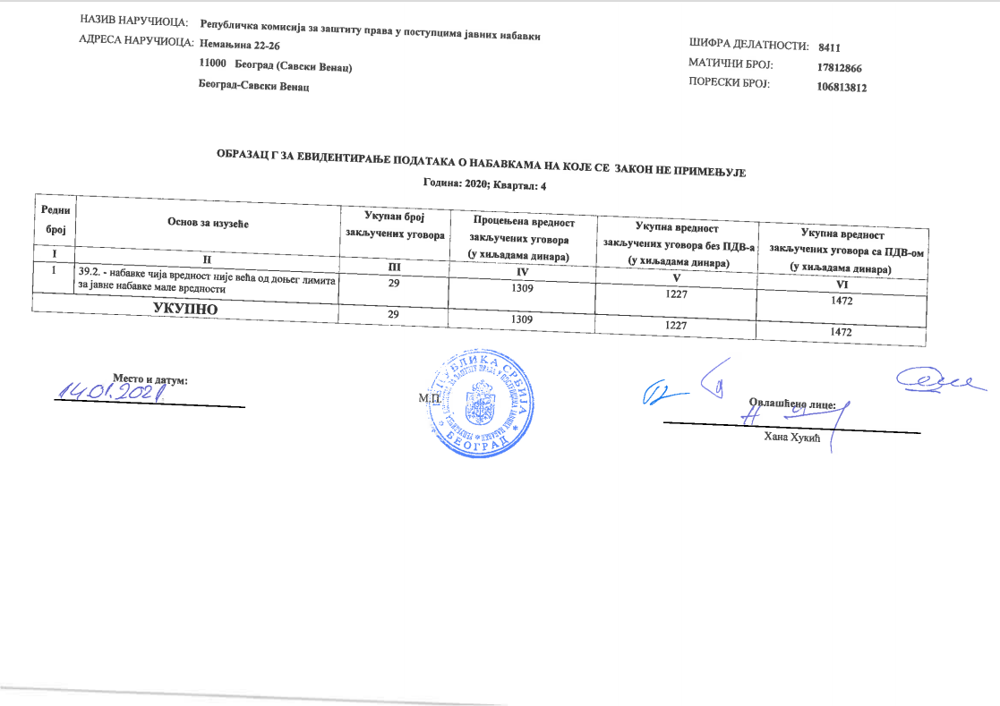 НАЗИВ НАРУЧИОЦА: Републичка комисија за заштиту права у поступцима јавних набавки
АДРЕСА НАРУЧИОЦА: Немањина 22-26
11000 Београд (Савски Венац)
Београд-Савски Венац
ШИФРА ДЕЛАТНОСТИ: 8411
МАТИЧНИ БРОЈ: 17812866
ПОРЕСКИ БРОЈ: 106813812
ОБРАЗАЦ Г ЗА ЕВИДЕНТИРАЊЕ ПОДАТАКА О НАБАВКАМА НА КОЈЕ СЕ ЗАКОН НЕ ПРИМЕЊУЈЕ
Година: 2020; Квартал: 4
Редни број
Основ за изузеће
Укупан број
закључених уговора
Процењена вредност
закључених уговора
(у хиљадама динара)
Укупна вредност
закључених уговора без ПДВ-а
(у хиљадама динара)
Укупна вредност
закључених уговора са ПДВ-ом
(у хиљадама динара)
I II III IV V VI
1 39.2. - набавке чија вредност није већа од доњег лимита
за јавне набавке мале вредности
29 1309 1227 1472
УКУПНО 29 1309 1227 1472
Место и датум:
14.01.2021.
М.П.
РЕПУБЛИКА СРБИЈА
БЕОГРАД
Овлашћено лице:
Хана Хукић